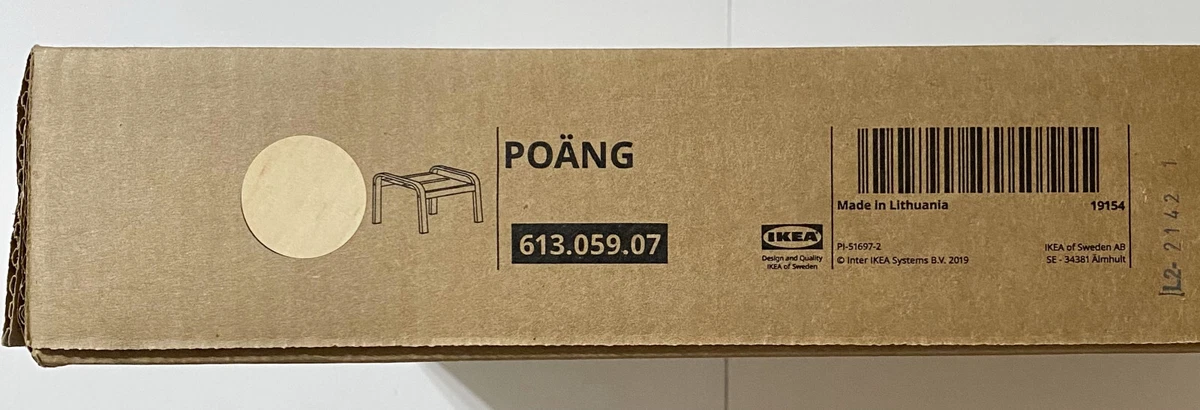 POÄNG
613.059.07
IKEA
Design and Quality
IKEA of Sweden
Made in Lithuania 19154
PI-51697-2
© Inter IKEA Systems B.V. 2019
IKEA of Sweden AB
SE - 34381 Älmhult
L2- 2142 1